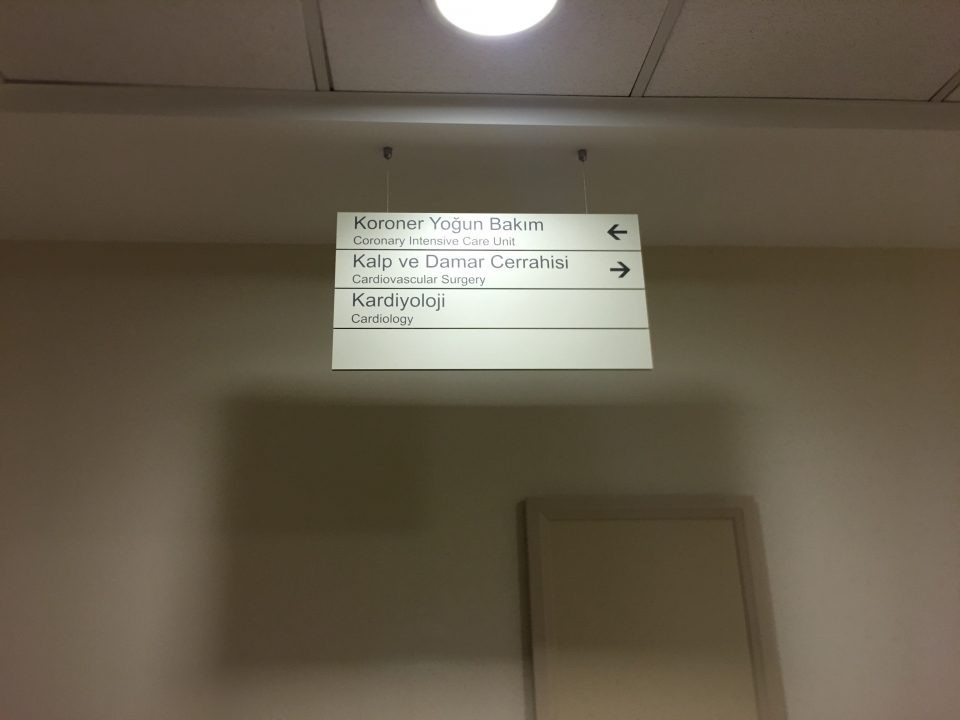 Koroner Yoğun Bakım ←
Coronary Intensive Care Unit
Kalp ve Damar Cerrahisi →
Cardiovascular Surgery
Kardiyoloji
Cardiology